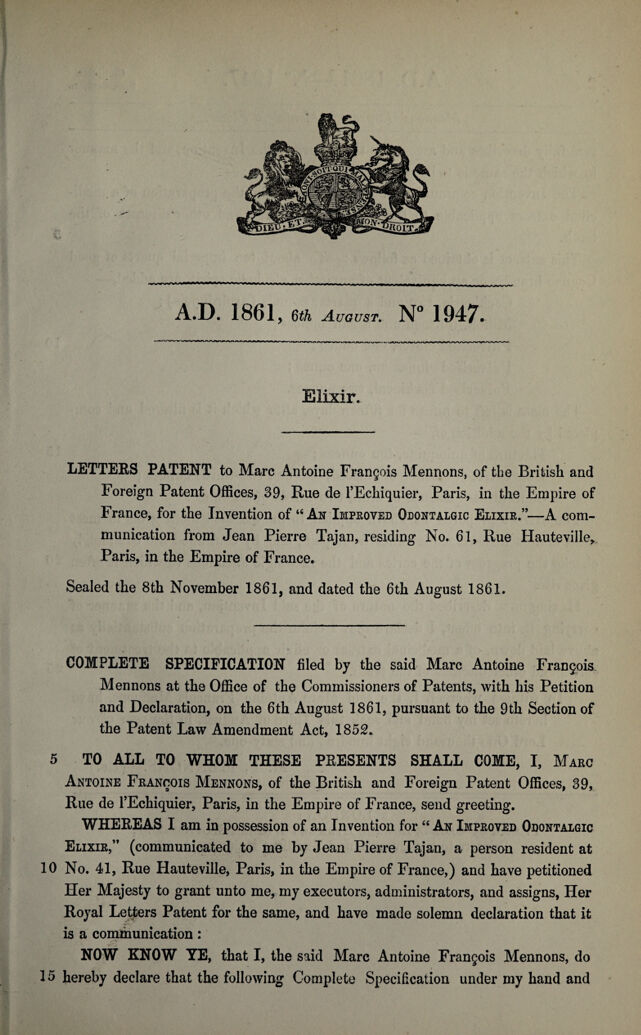 HONI·SOIT·QUI·MAL·Y·PENSE
DIEU·ET·MON·DROIT
A.D. 1861, 6th August. N° 1947.
Elixir.
LETTERS PATENT to Marc Antoine François Mennons, of the British and
Foreign Patent Offices, 39, Rue de l'Echiquier, Paris, in the Empire of
France, for the Invention of “An Improved Odontalgic Elixir.”—A com-
munication from Jean Pierre Tajan, residing No. 61, Rue Hauteville,
Paris, in the Empire of France.
Sealed the 8th November 1861, and dated the 6th August 1861.
COMPLETE SPECIFICATION filed by the said Marc Antoine François
Mennons at the Office of the Commissioners of Patents, with his Petition
and Declaration, on the 6th August 1861, pursuant to the 9th Section of
the Patent Law Amendment Act, 1852.
5 TO ALL TO WHOM THESE PRESENTS SHALL COME, I, Marc
Antoine François Mennons, of the British and Foreign Patent Offices, 39,
Rue de l'Echiquier, Paris, in the Empire of France, send greeting.
WHEREAS I am in possession of an Invention for “An Improved Odontalgic
Elixir,” (communicated to me by Jean Pierre Tajan, a person resident at
10 No. 41, Rue Hauteville, Paris, in the Empire of France,) and have petitioned
Her Majesty to grant unto me, my executors, administrators, and assigns, Her
Royal Letters Patent for the same, and have made solemn declaration that it
is a communication :
NOW KNOW YE, that I, the said Marc Antoine François Mennons, do
15 hereby declare that the following Complete Specification under my hand and